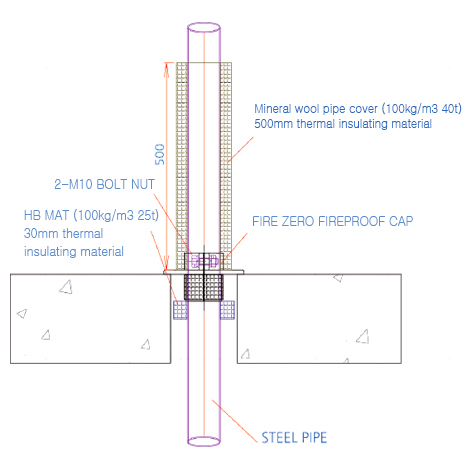 Mineral wool pipe cover (100kg/m3 40t)
500mm thermal insulating material
500
2-M10 BOLT NUT
HB MAT (100kg/m3 25t)
30mm thermal
insulating material
FIRE ZERO FIREPROOF CAP
STEEL PIPE